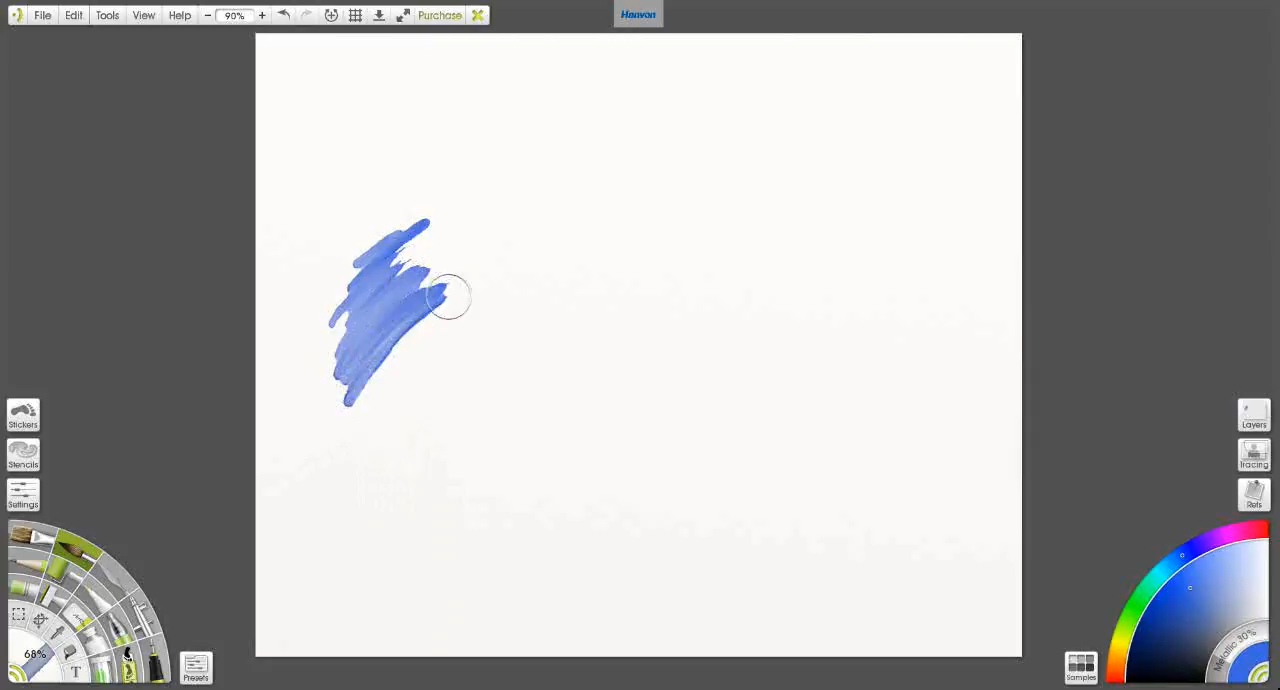 File Edit Tools View Help 90% Purchase
Hanvon
Stickers
Layers
Stencils
Tracing
Settings
Refs
68%
Metallic 30%
Presets
Samples
T